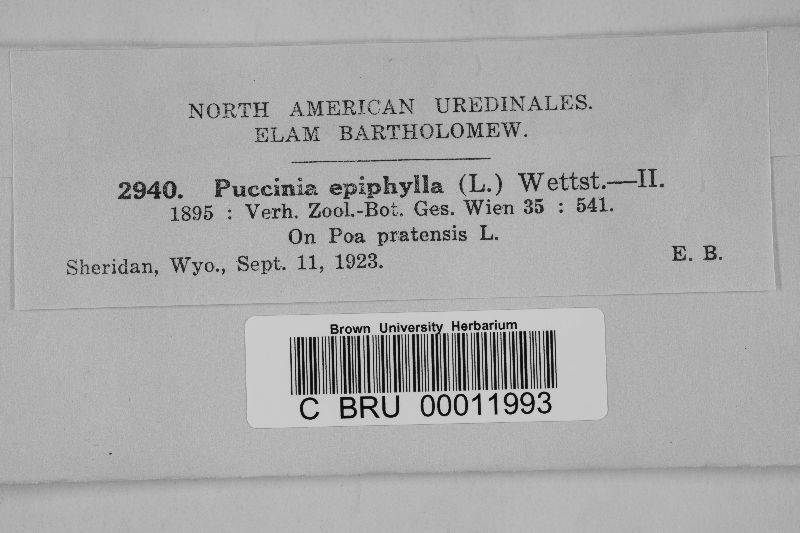 NORTH AMERICAN UREDINALES.
ELAM BARTHOLOMEW.
2940. Puccinia epiphylla (L.) Wettst.—II.
1895 : Verh. Zool.-Bot. Ges. Wien 35 : 541.
On Poa pratensis L.
Sheridan, Wyo., Sept. 11, 1923. E. B.
Brown University Herbarium
C BRU 00011993